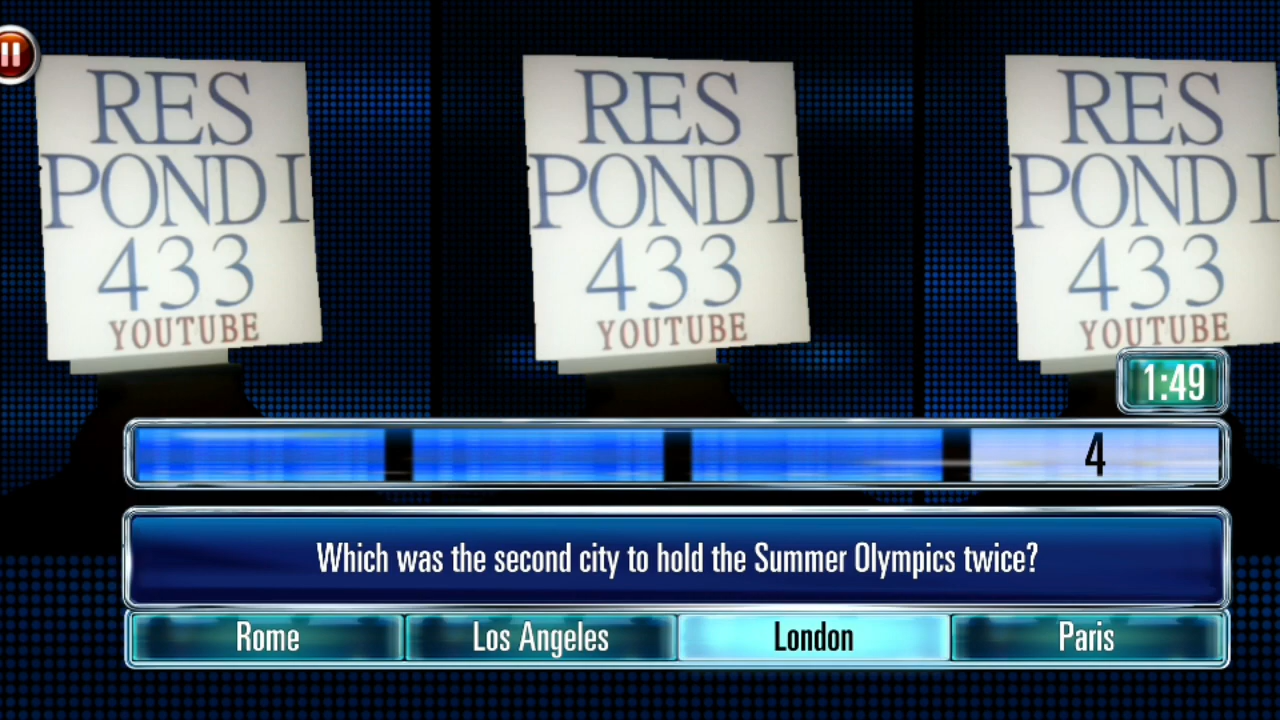 RES
POND I
433
YOUTUBE
RES
POND I
433
YOUTUBE
RES
POND I
433
YOUTUBE
1:49
4
Which was the second city to hold the Summer Olympics twice?
Rome
Los Angeles
London
Paris